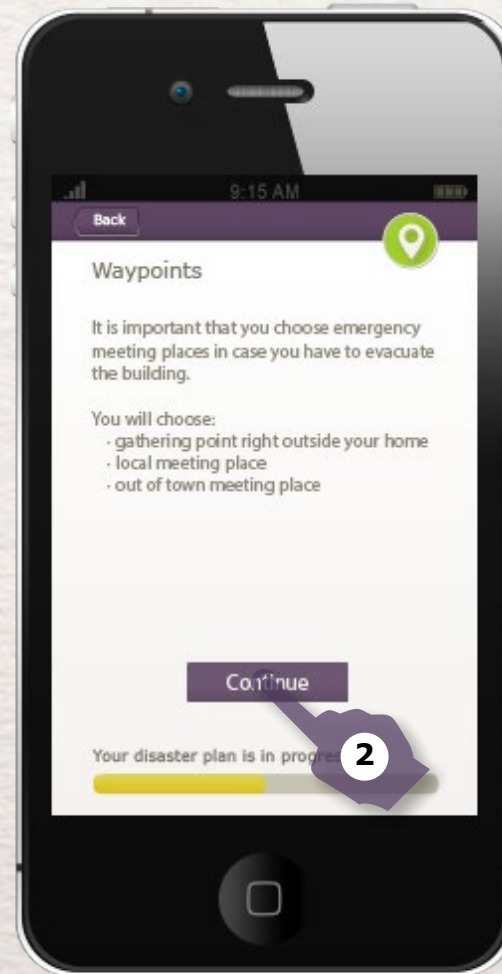 9:15 AM
Back
Waypoints
It is important that you choose emergency
meeting places in case you have to evacuate
the building.
You will choose:
· gathering point right outside your home
· local meeting place
· out of town meeting place
Continue
Your disaster plan is in
2